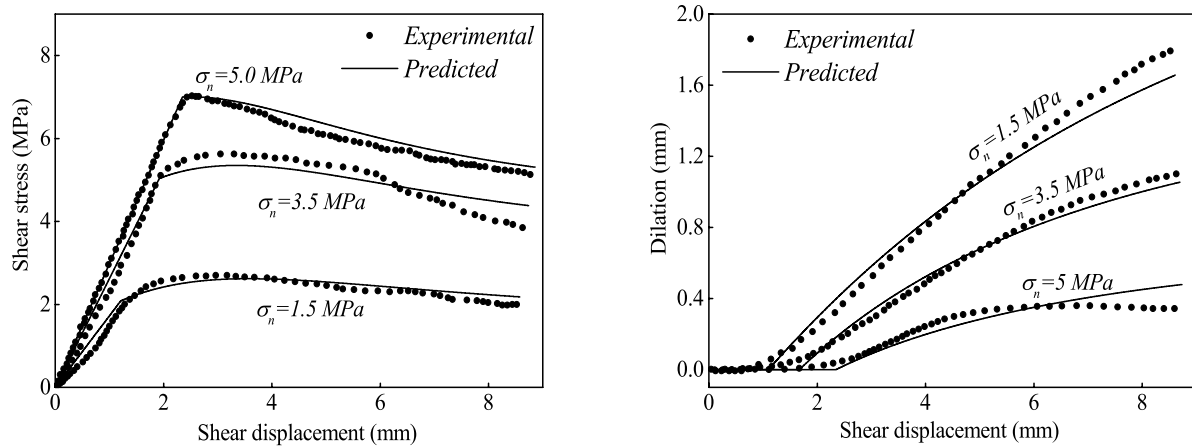 Experimental
Predicted
σn=5.0 MPa
σn=3.5 MPa
σn=1.5 MPa
8
6
4
2
0
0 2 4 6 8
Shear stress (MPa)
Shear displacement (mm)
2.0
1.6
1.2
0.8
0.4
0.0
Experimental
Predicted
σn=1.5 MPa
σn=3.5 MPa
σn=5 MPa
0 2 4 6 8
Dilation (mm)
Shear displacement (mm)